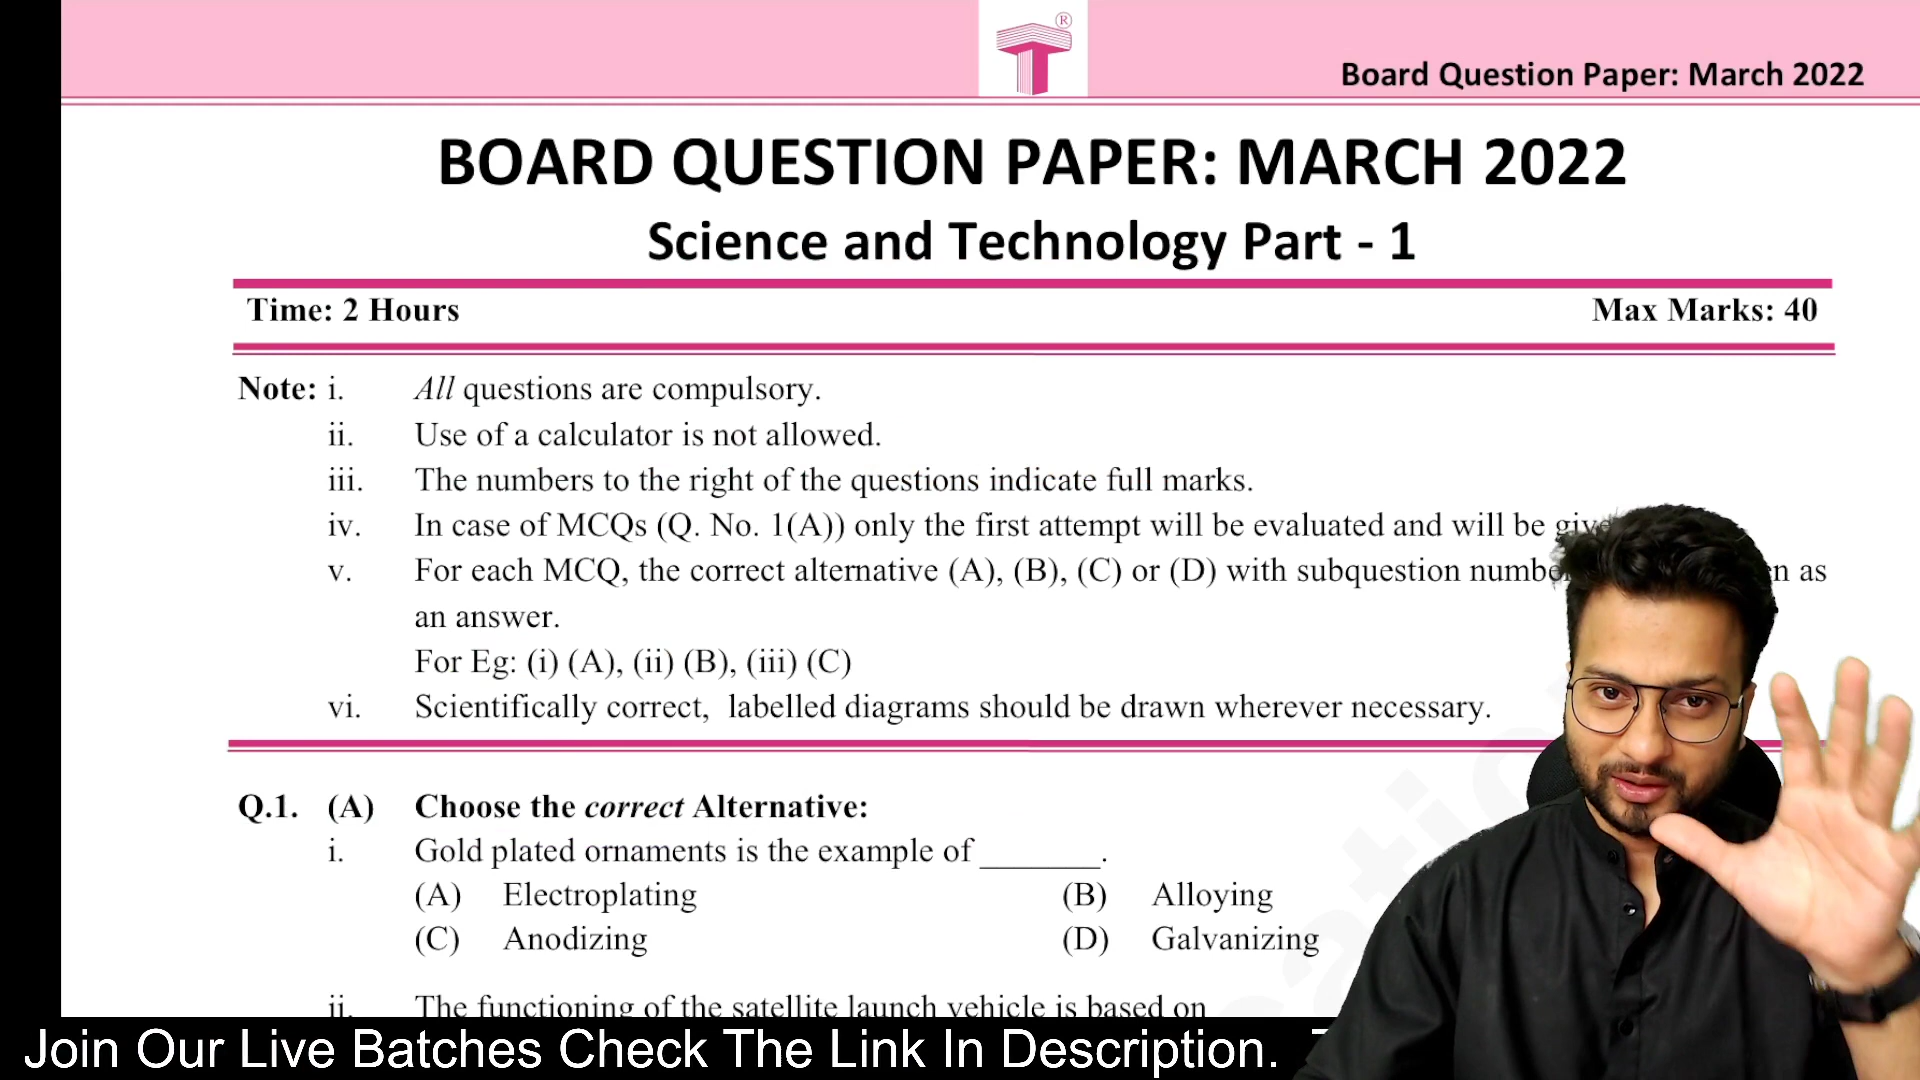 ®
Board Question Paper: March 2022
BOARD QUESTION PAPER: MARCH 2022
Science and Technology Part - 1
Time: 2 Hours Max Marks: 40
Note: i. All questions are compulsory.
ii. Use of a calculator is not allowed.
iii. The numbers to the right of the questions indicate full marks.
iv. In case of MCQs (Q. No. 1(A)) only the first attempt will be evaluated and will be
v. For each MCQ, the correct alternative (A), (B), (C) or (D) with subquestion as
an answer.
For Eg: (i) (A), (ii) (B), (iii) (C)
vi. Scientifically correct, labelled diagrams should be drawn wherever necessary.
Q.1. (A) Choose the correct Alternative:
i. Gold plated ornaments is the example of _______.
(A) Electroplating (B) Alloying
(C) Anodizing (D) Galvanizing
ii. The functioning of the satellite launch vehicle is based on
Join Our Live Batches Check The Link In Description.